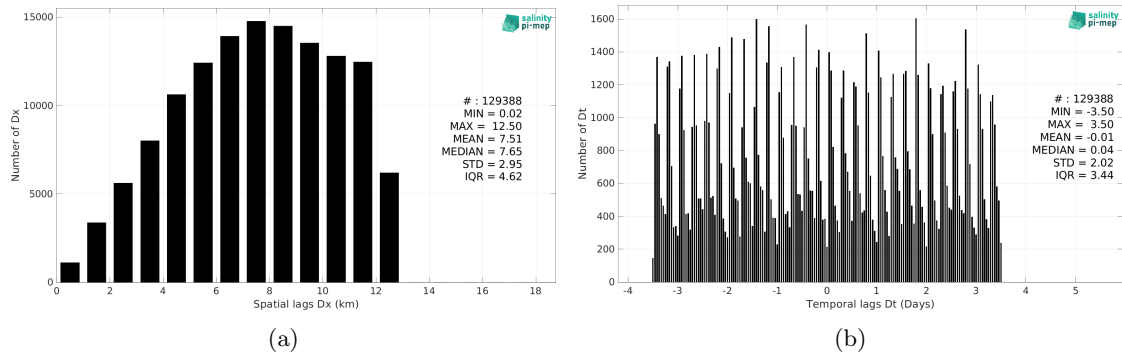 salinity
pi-mep
15000
10000
5000
0
Number of Dx
# : 129388
MIN = 0.02
MAX = 12.50
MEAN = 7.51
MEDIAN = 7.65
STD = 2.95
IQR = 4.62
0 2 4 6 8 10 12 14 16 18
Spatial lags Dx (km)
(a)
salinity
pi-mep
1600
1400
1200
1000
800
600
400
200
0
Number of Dt
# : 129388
MIN = -3.50
MAX = 3.50
MEAN = -0.01
MEDIAN = 0.04
STD = 2.02
IQR = 3.44
-4 -3 -2 -1 0 1 2 3 4 5
Temporal lags Dt (Days)
(b)